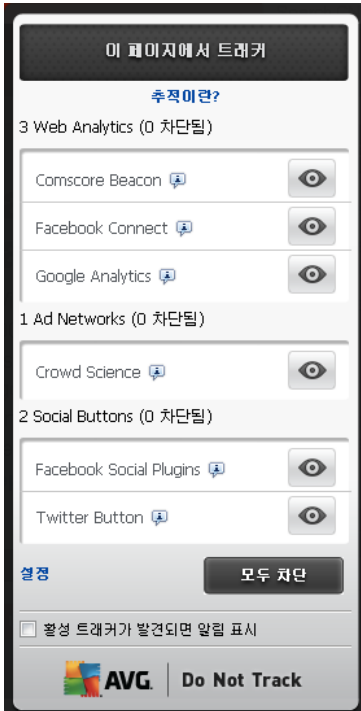 이 페이지에서 트래커
추적이란?
3 Web Analytics (0 차단됨)
Comscore Beacon
Facebook Connect
Google Analytics
1 Ad Networks (0 차단됨)
Crowd Science
2 Social Buttons (0 차단됨)
Facebook Social Plugins
Twitter Button
설정 모두 차단
활성 트래커가 발견되면 알림 표시
AVG. Do Not Track